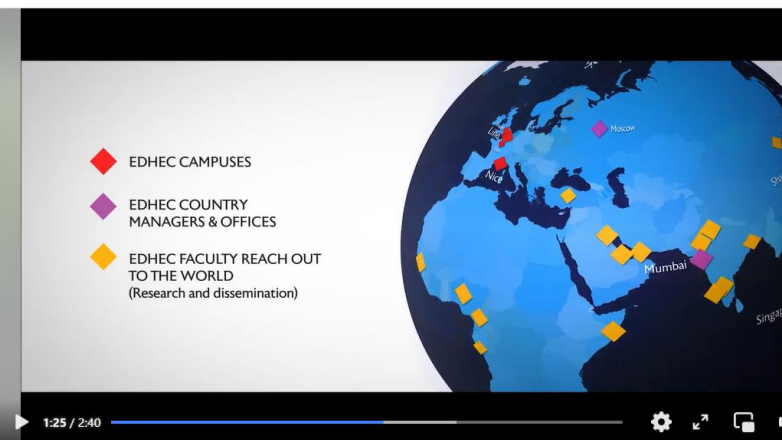 EDHEC CAMPUSES
EDHEC COUNTRY
MANAGERS & OFFICES
EDHEC FACULTY REACH OUT
TO THE WORLD
(Research and dissemination)
Lille
Moscow
Nice
Mumbai
1:25 / 2:40